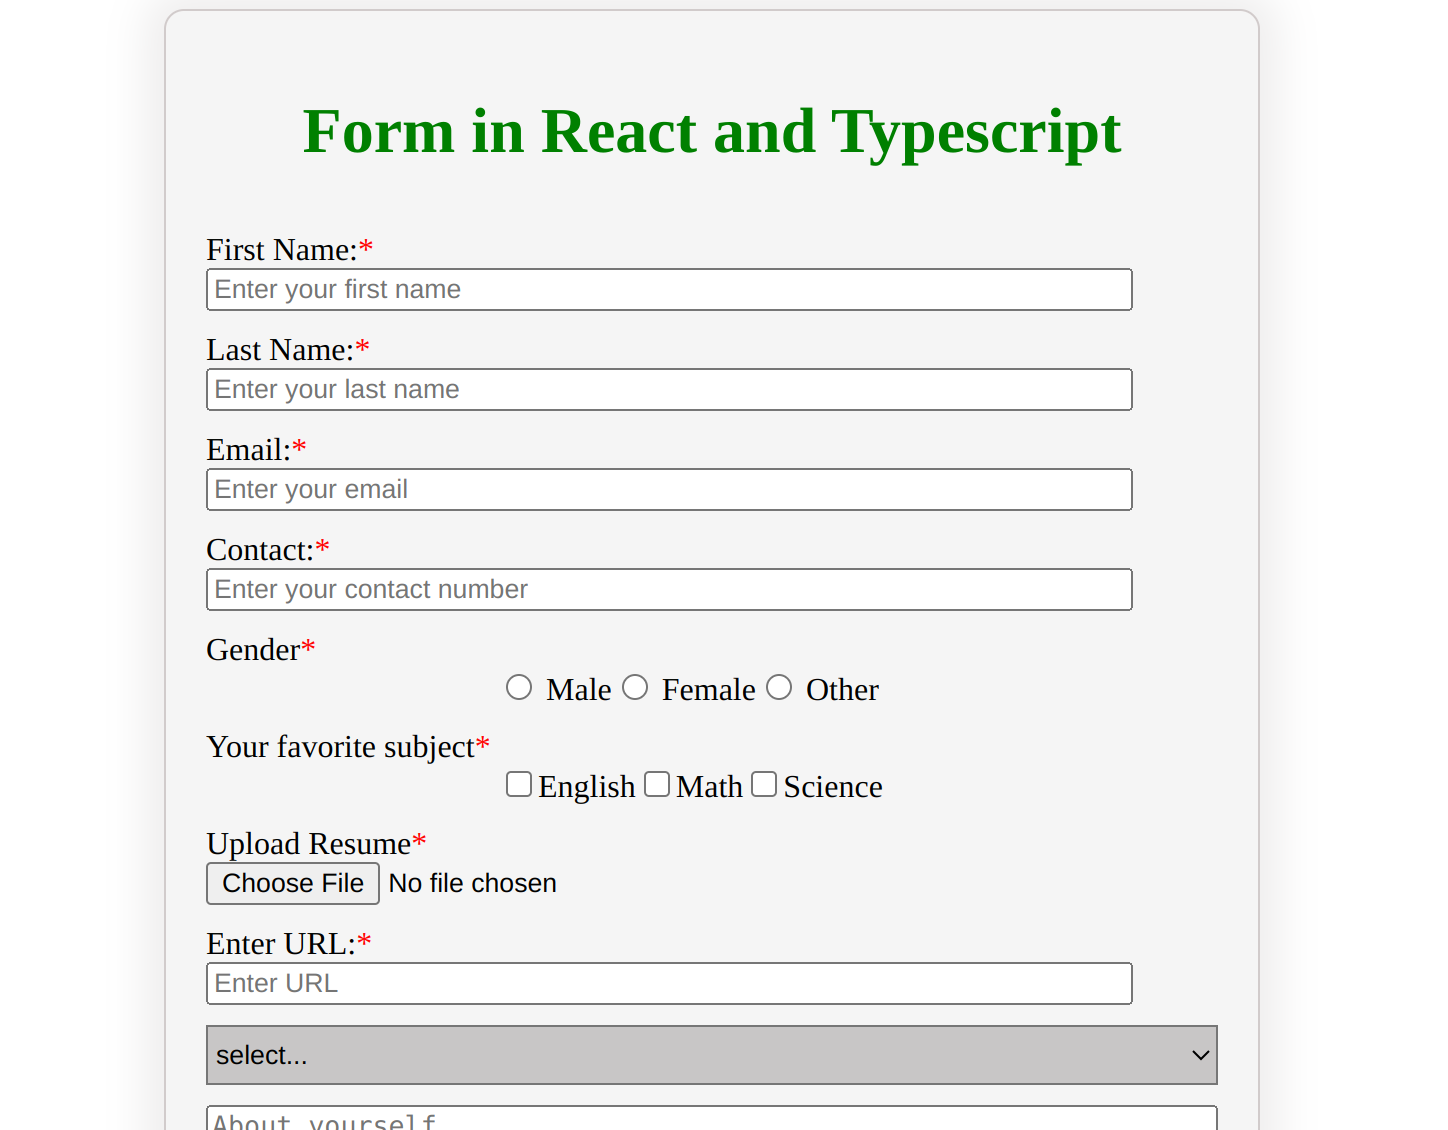 Form in React and Typescript
First Name:*
Enter your first name
Last Name:*
Enter your last name
Email:*
Enter your email
Contact:*
Enter your contact number
Gender*
Male Female Other
Your favorite subject*
English Math Science
Upload Resume*
Choose File No file chosen
Enter URL:*
Enter URL
select...
About yourself